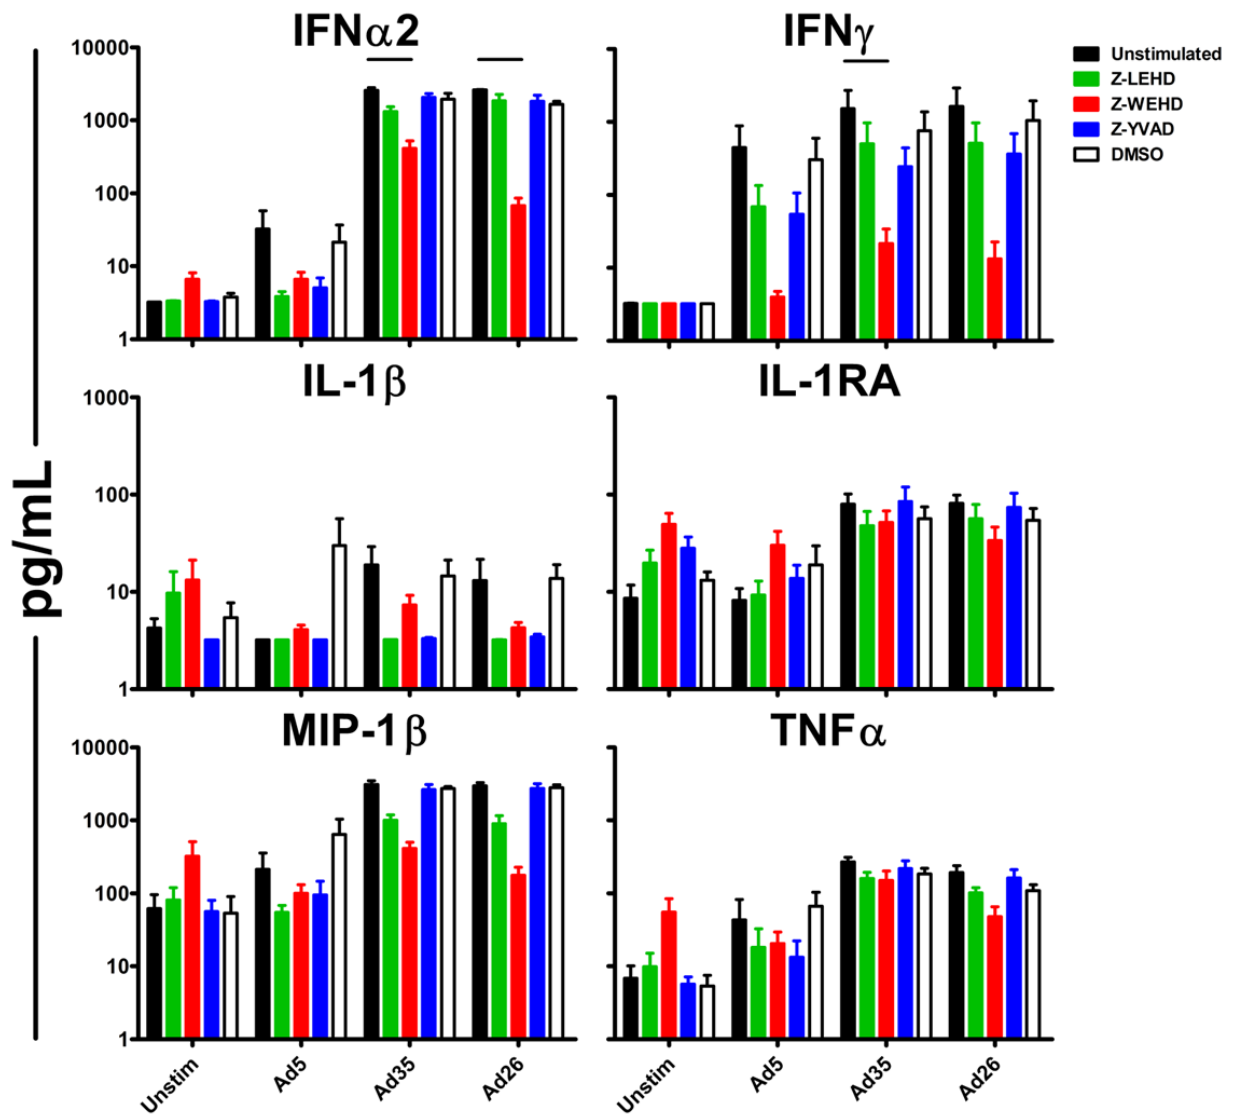 IFNα2
IFNγ
10000
1000
100
10
1
Unstimulated
Z-LEHD
Z-WEHD
Z-YVAD
DMSO
IL-1β
IL-1RA
1000
100
10
1
pg/mL
MIP-1β
TNFα
10000
1000
100
10
1
Unstim
Ad5
Ad35
Ad26
Unstim
Ad5
Ad35
Ad26